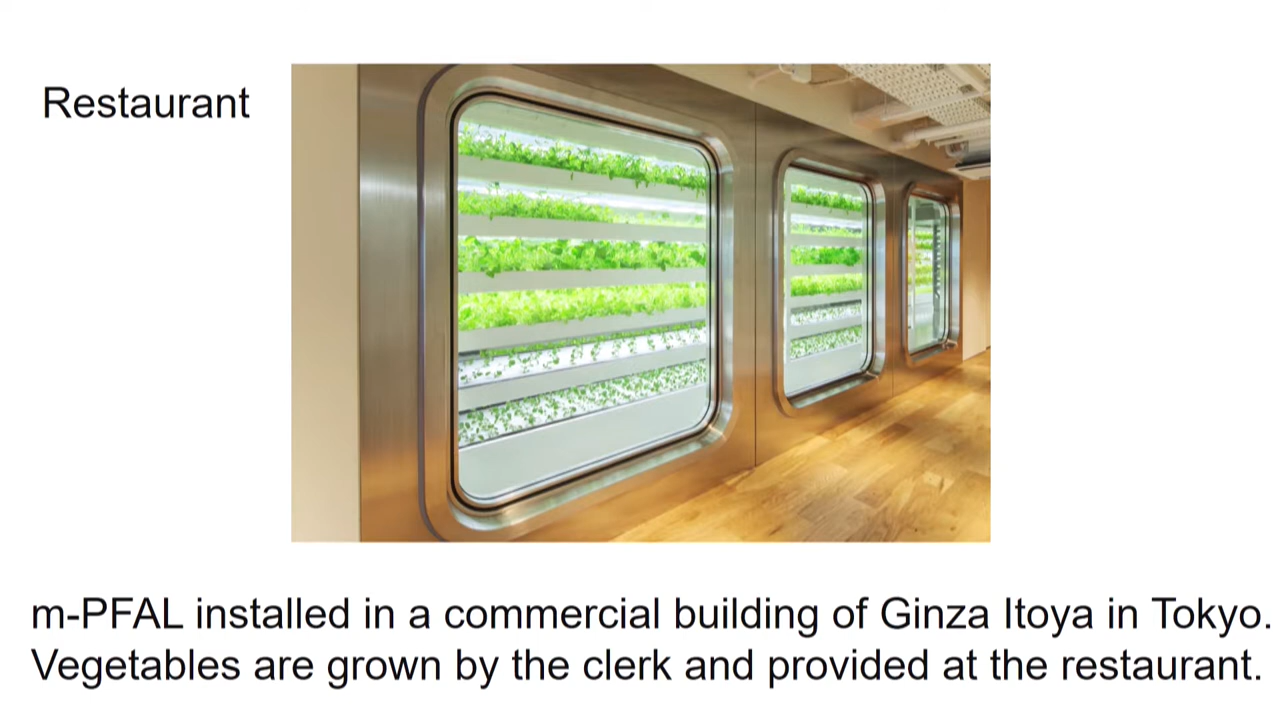 Restaurant
m-PFAL installed in a commercial building of Ginza Itoya in Tokyo.
Vegetables are grown by the clerk and provided at the restaurant.